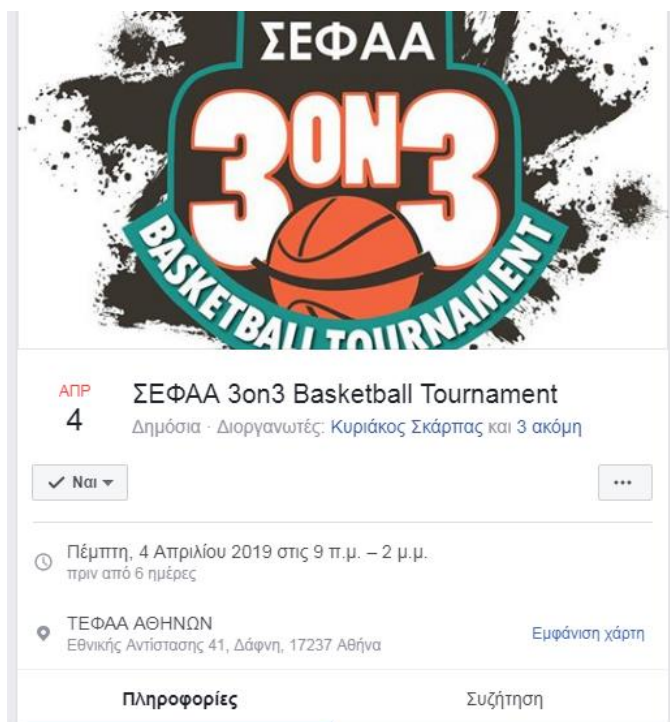 ΣΕΦΑΑ
3ON3
BASKETBALL TOURNAMENT
ΑΠΡ
4
ΣΕΦΑΑ 3on3 Basketball Tournament
Δημόσια · Διοργανωτές: Κυριάκος Σκάρπας και 3 ακόμη
Ναι
Πέμπτη, 4 Απριλίου 2019 στις 9 π.μ. – 2 μ.μ.
πριν από 6 ημέρες
ΤΕΦΑΑ ΑΘΗΝΩΝ
Εθνικής Αντίστασης 41, Δάφνη, 17237 Αθήνα
Εμφάνιση χάρτη
Πληροφορίες
Συζήτηση